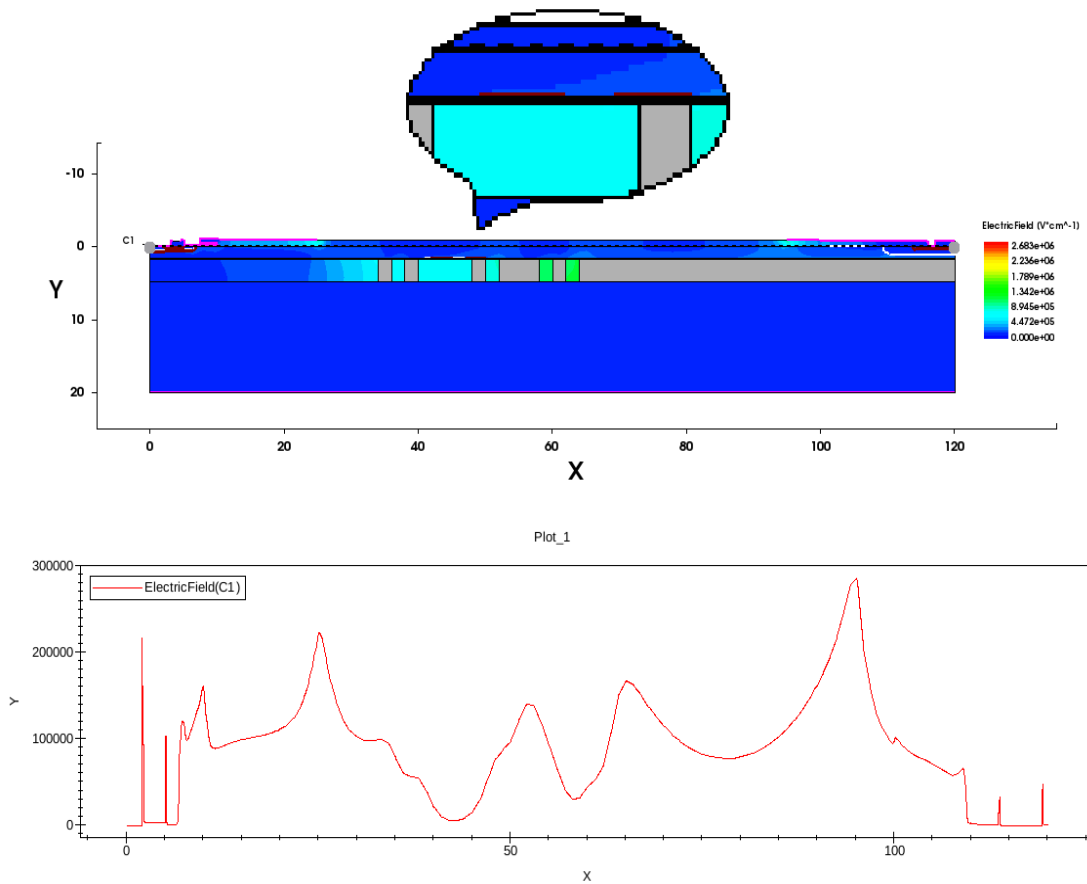 -10
C1
0
Y
10
20
0
20
40
60
80
100
120
X
ElectricField (V*cm^-1)
2.683e+06
2.236e+06
1.789e+06
1.342e+06
8.945e+05
4.472e+05
0.000e+00
Plot_1
300000
ElectricField(C1)
200000
Y
100000
0
0
50
100
X